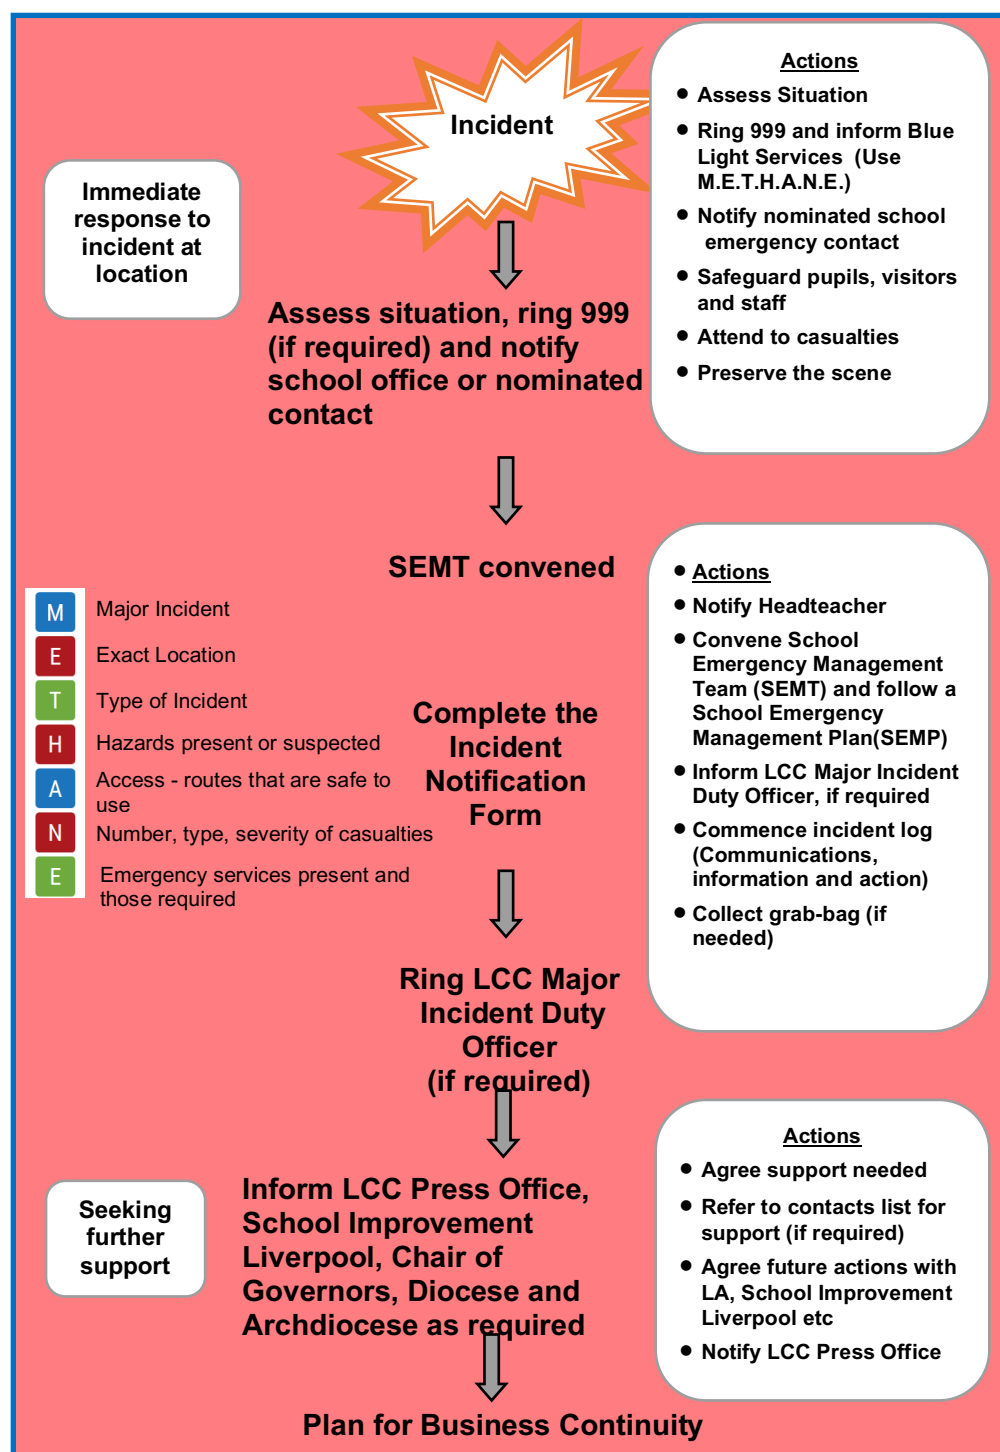 Incident
Actions
• Assess Situation
• Ring 999 and inform Blue
Light Services (Use
M.E.T.H.A.N.E.)
• Notify nominated school
emergency contact
• Safeguard pupils, visitors
and staff
• Attend to casualties
• Preserve the scene
Immediate
response to
incident at
location
Assess situation, ring 999
(if required) and notify
school office or nominated
contact
SEMT convened
M Major Incident
E Exact Location
T Type of Incident
H Hazards present or suspected
A Access - routes that are safe to
use
N Number, type, severity of casualties
E Emergency services present and
those required
Complete the
Incident
Notification
Form
• Actions
• Notify Headteacher
• Convene School
Emergency Management
Team (SEMT) and follow a
School Emergency
Management Plan(SEMP)
• Inform LCC Major Incident
Duty Officer, if required
• Commence incident log
(Communications,
information and action)
• Collect grab-bag (if
needed)
Ring LCC Major
Incident Duty
Officer
(if required)
Seeking
further
support
Inform LCC Press Office,
School Improvement
Liverpool, Chair of
Governors, Diocese and
Archdiocese as required
Actions
• Agree support needed
• Refer to contacts list for
support (if required)
• Agree future actions with
LA, School Improvement
Liverpool etc
• Notify LCC Press Office
Plan for Business Continuity